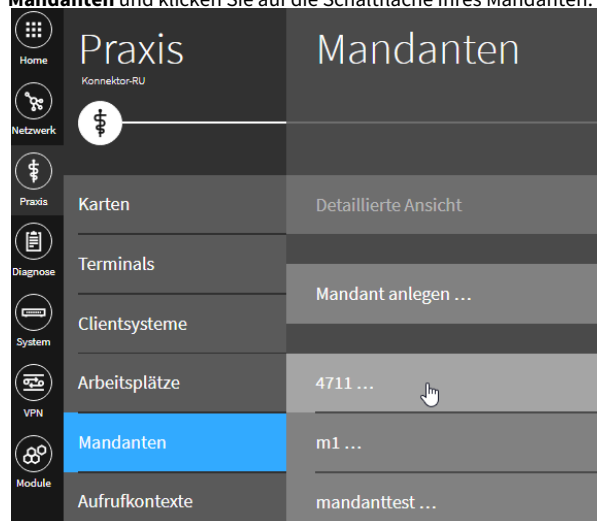 Mandanten und klicken Sie auf die Schaltfläche Ihres Mandanten.
Home
Netzwerk
Praxis
Diagnose
System
VPN
Module
Praxis
Konnektor-RU
Karten
Terminals
Clientsysteme
Arbeitsplätze
Mandanten
Aufrufkontexte
Mandanten
Detaillierte Ansicht
Mandant anlegen ...
4711 ...
m1 ...
mandanttest ...